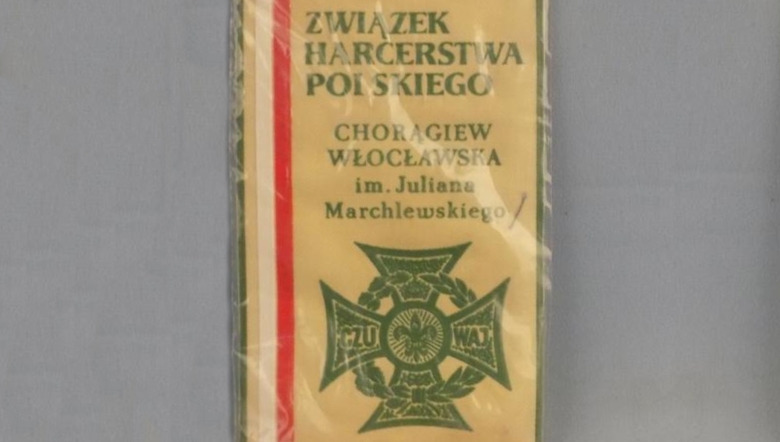 ZWIĄZEK
HARCERSTWA
POLSKIEGO
CHORĄGIEW
WŁOCŁAWSKA
im. Juliana
Marchlewskiego
CZU WAJ